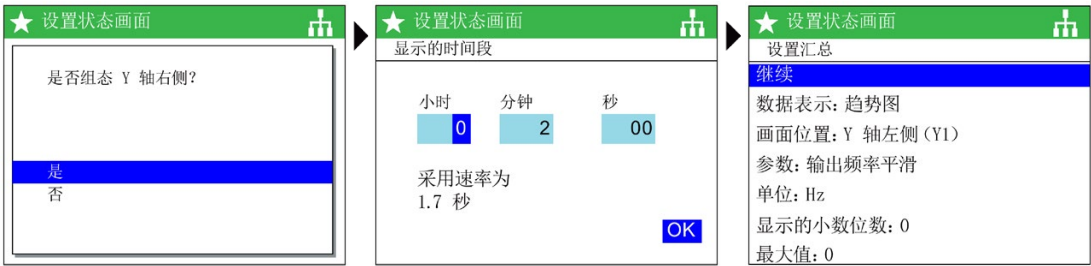 设置状态画面
是否组态 Y 轴右侧?
是
否
设置状态画面
显示的时间段
小时 分钟 秒
0 2 00
采用速率为
1.7 秒
OK
设置状态画面
设置汇总
继续
数据表示: 趋势图
画面位置: Y 轴左侧 (Y1)
参数: 输出频率平滑
单位: Hz
显示的小数位数: 0
最大值: 0